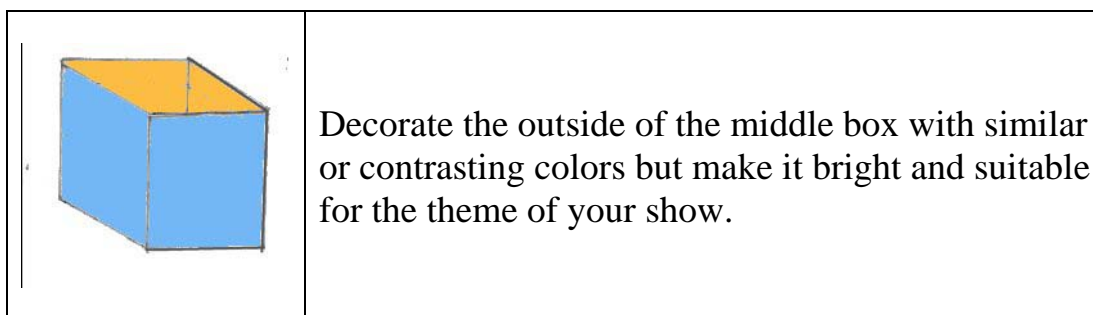 Decorate the outside of the middle box with similar
or contrasting colors but make it bright and suitable
for the theme of your show.